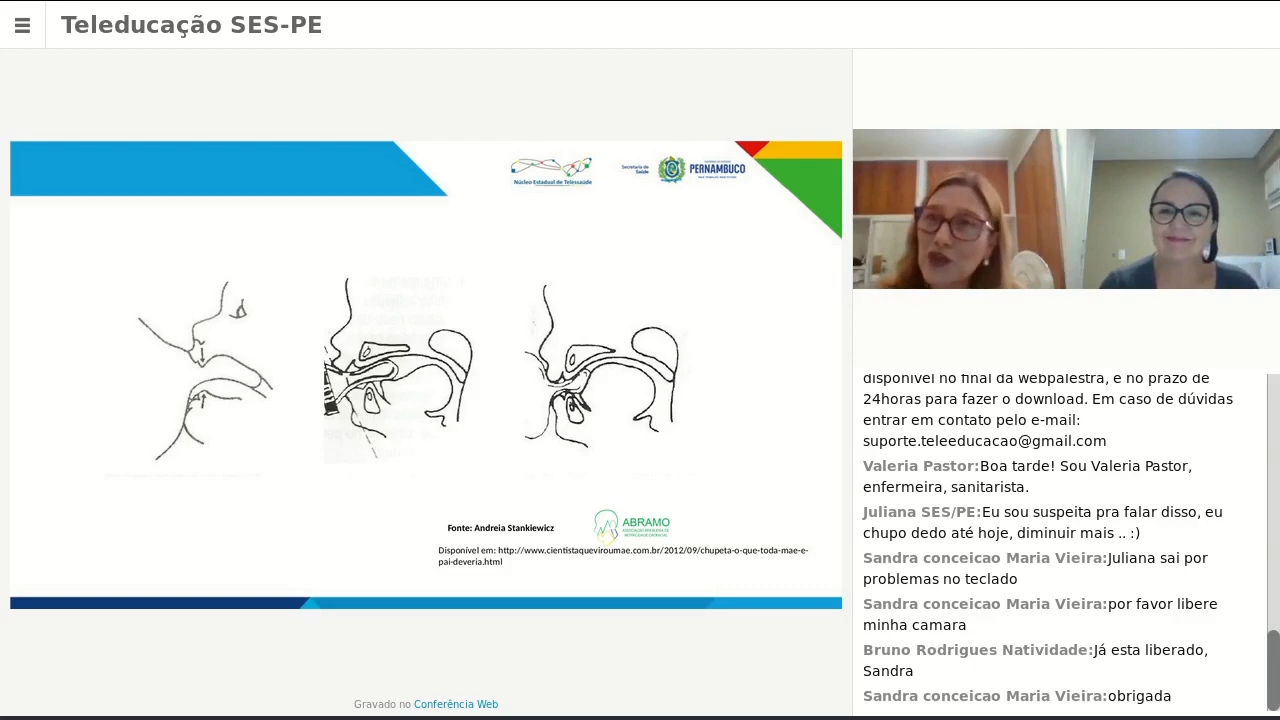 Teleducação SES-PE
Núcleo Estadual de Telessaúde
Secretaria de
Saúde
PERNAMBUCO
Fonte: Andreia Stankiewicz
ABRAMO
Disponível em: http://www.cientistaqueviroumae.com.br/2012/09/chupeta-o-que-toda-mae-e-
pai-deveria.html
Gravado no Conferência Web
disponível no final da webpalestra, e no prazo de
24horas para fazer o download. Em caso de dúvidas
entrar em contato pelo e-mail:
suporte.teleeducacao@gmail.com
Valeria Pastor:Boa tarde! Sou Valeria Pastor,
enfermeira, sanitarista.
Juliana SES/PE:Eu sou suspeita pra falar disso, eu
chupo dedo até hoje, diminuir mais .. :)
Sandra conceicao Maria Vieira:Juliana sai por
problemas no teclado
Sandra conceicao Maria Vieira:por favor libere
minha camara
Bruno Rodrigues Natividade:Já esta liberado,
Sandra
Sandra conceicao Maria Vieira:obrigada